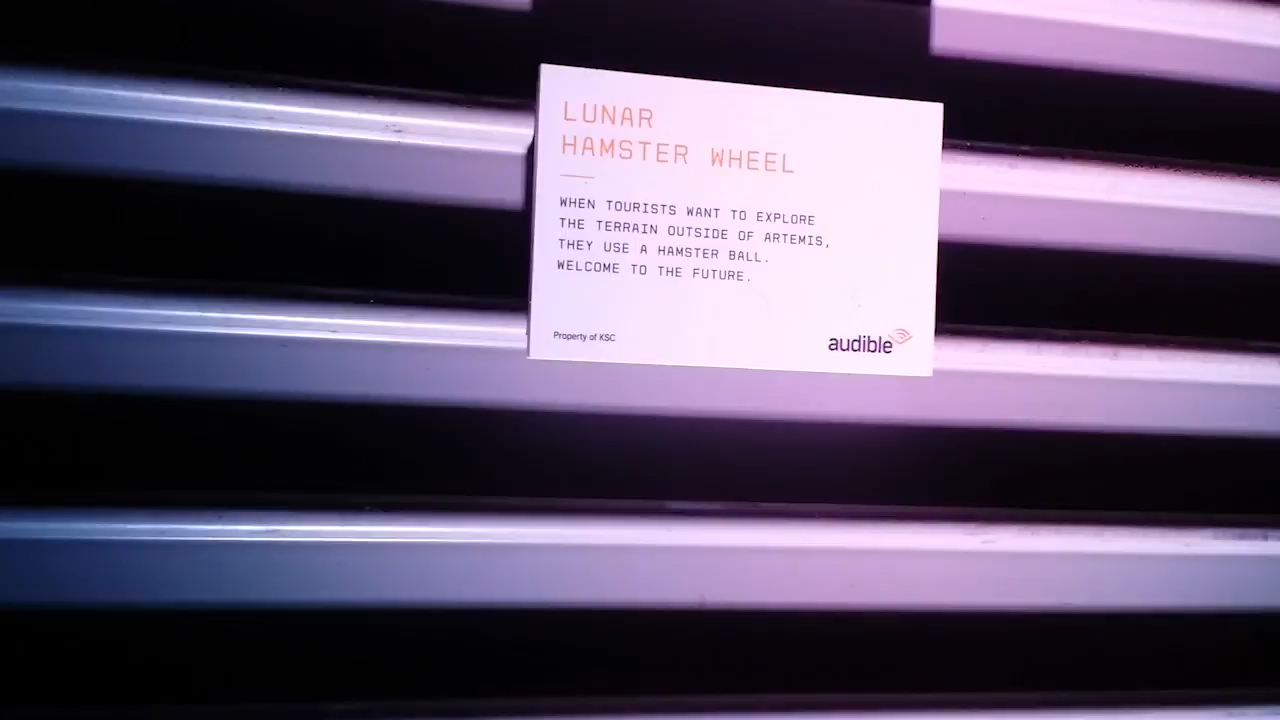 LUNAR
HAMSTER WHEEL
WHEN TOURISTS WANT TO EXPLORE
THE TERRAIN OUTSIDE OF ARTEMIS,
THEY USE A HAMSTER BALL.
WELCOME TO THE FUTURE.
Property of KSC
audible